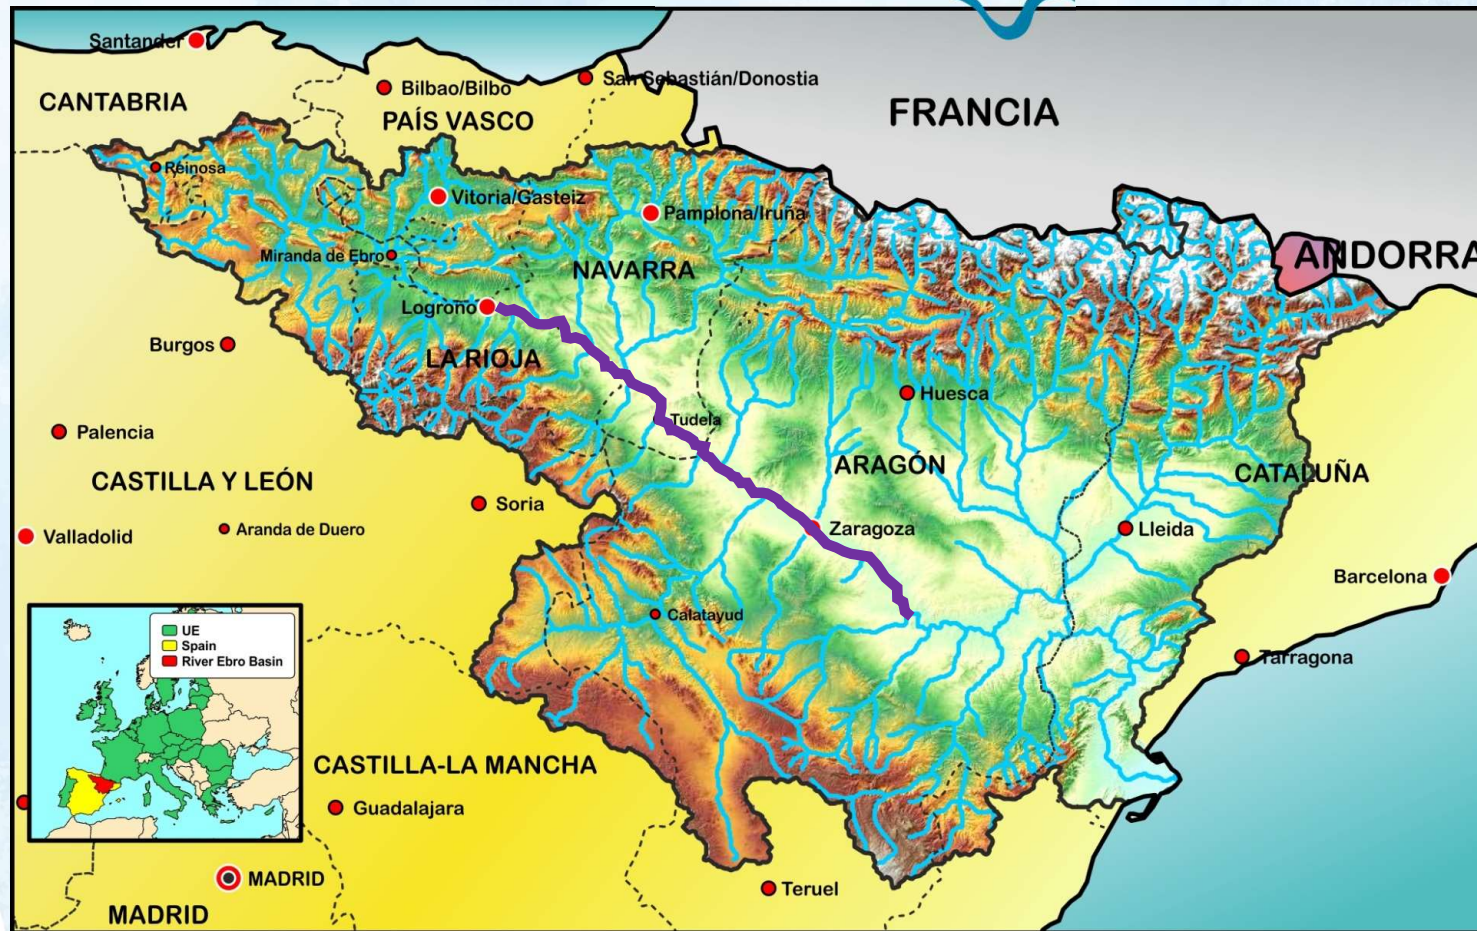 Santander
Bilbao/Bilbo
San Sebastián/Donostia
CANTABRIA
PAÍS VASCO
FRANCIA
Reinosa
Vitoria/Gasteiz
Pamplona/Iruña
Miranda de Ebro
NAVARRA
ANDORRA
Logroño
Burgos
LA RIOJA
Huesca
Palencia
Tudela
ARAGÓN
CATALUÑA
CASTILLA Y LEÓN
Soria
Valladolid
Aranda de Duero
Zaragoza
Lleida
Barcelona
Calatayud
UE
Spain
River Ebro Basin
Tarragona
CASTILLA-LA MANCHA
Guadalajara
MADRID
Teruel
MADRID